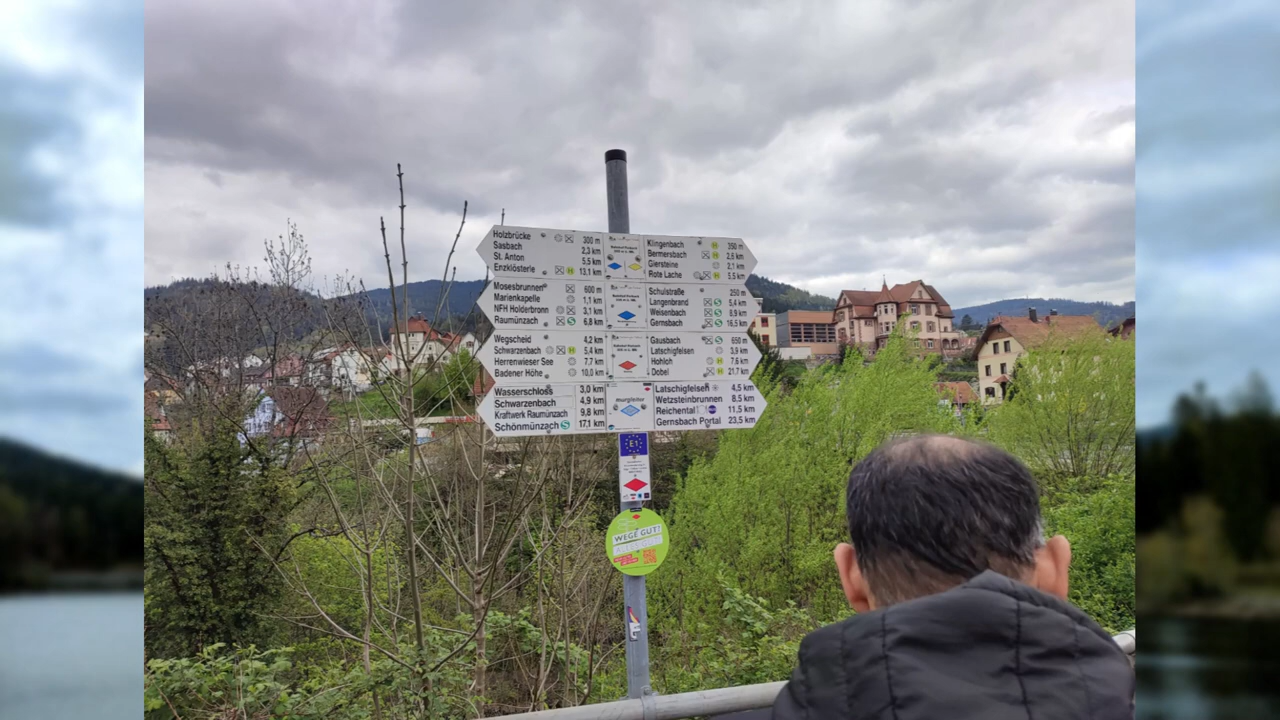 Holzbrücke 300 m
Sasbach 2,3 km
St. Anton 5,5 km
Enzklösterle H 13,1 km
Klingenbach H 350 m
Bermersbach H 2,6 km
Giersteine H 2,1 km
Rote Lache H 5,5 km
Mosesbrunnen 600 m
Marienkapelle 1,1 km
NFH Holderbronn 3,1 km
Raumünzach S 6,8 km
Schulstraße 250 m
Langenbrand S 5,4 km
Weisenbach S 8,9 km
Gernsbach S 16,5 km
Wegscheid 4,2 km
Schwarzenbach H 5,4 km
Herrenwieser See 7,7 km
Badener Höhe 10,0 km
Gausbach S 650 m
Latschigfelsen 3,9 km
Hohloh H 7,6 km
Dobel H 21,7 km
Wasserschloss 3,0 km
Schwarzenbach 4,9 km
Kraftwerk Raumünzach 9,8 km
Schönmünzach S 17,1 km
murgleiter
Latschigfelsen 4,5 km
Wetzsteinbrunnen 8,5 km
Reichental 11,5 km
Gernsbach Portal 23,5 km
E1
WEGE GUT?